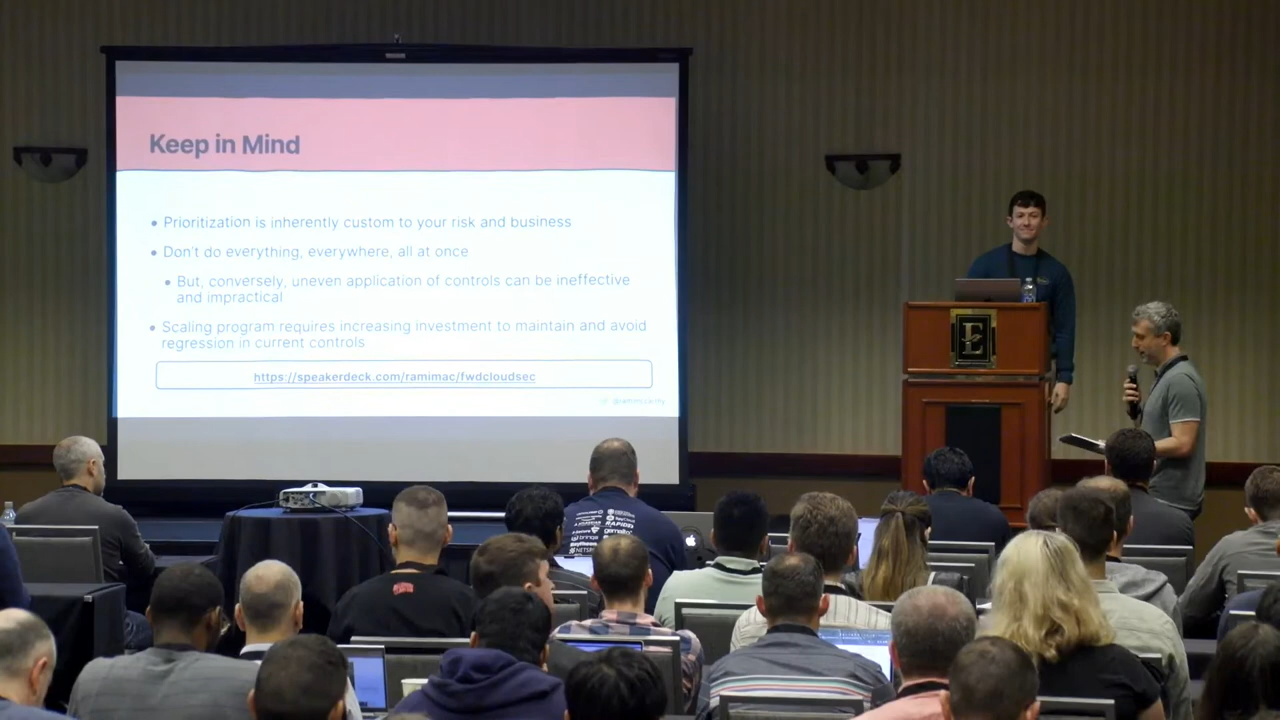 Keep in Mind
• Prioritization is inherently custom to your risk and business
• Don't do everything, everywhere, all at once
• But, conversely, uneven application of controls can be ineffective
and impractical
• Scaling program requires increasing investment to maintain and avoid
regression in current controls
https://speakerdeck.com/ramimac/fwdcloudsec
E
RAPID